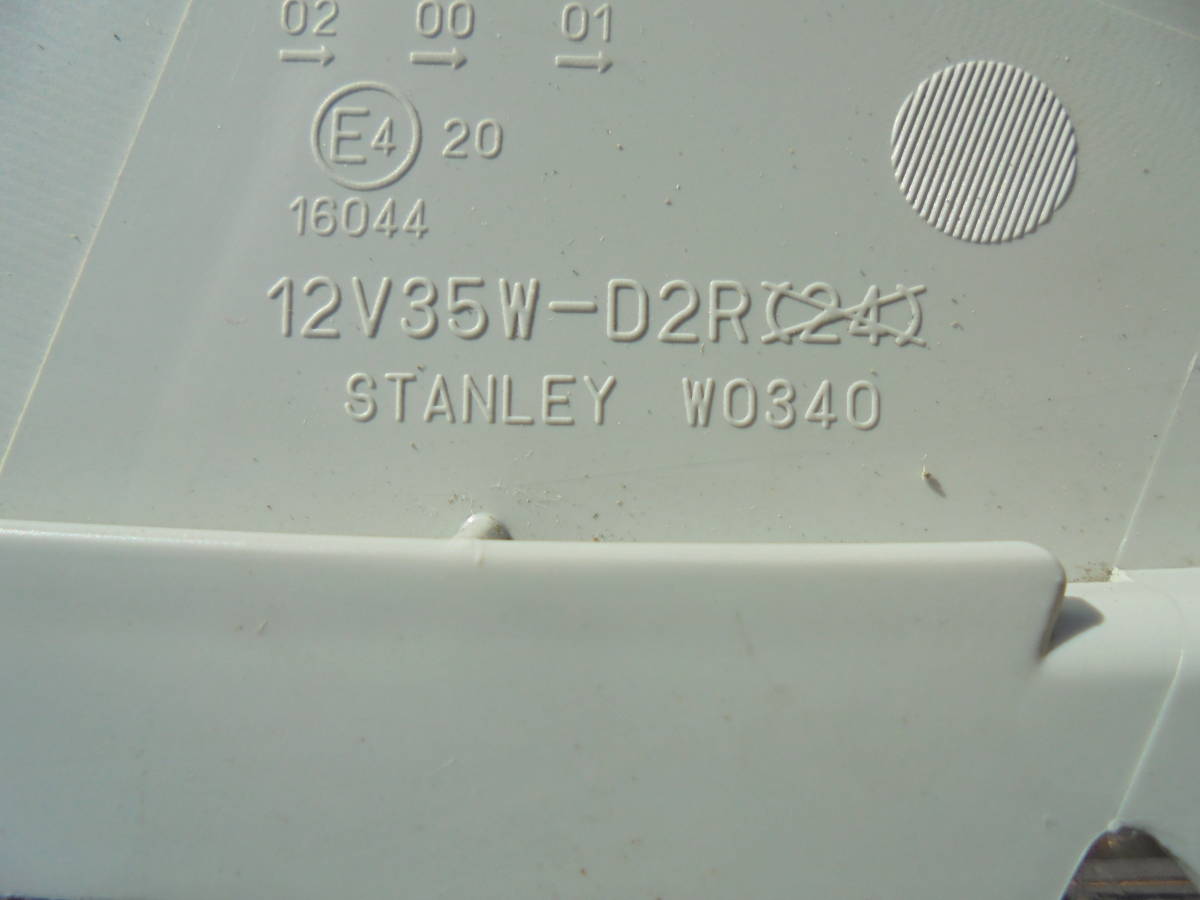 02 00 01
→ → →
E4 20
16044
12V35W-D2R(24)
STANLEY W0340